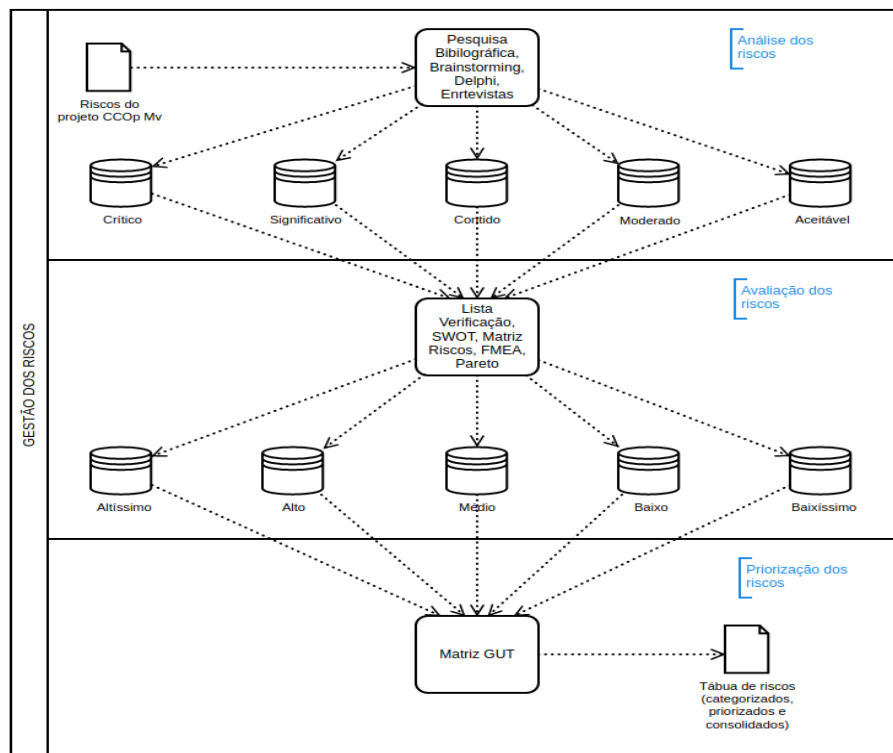 GESTÃO DOS RISCOS
Análise dos
riscos
Pesquisa
Bibilográfica,
Brainstorming,
Delphi,
Enrtevistas
Riscos do
projeto CCOp Mv
Crítico
Significativo
Contido
Moderado
Aceitável
Avaliação dos
riscos
Lista
Verificação,
SWOT, Matriz
Riscos, FMEA,
Pareto
Altíssimo
Alto
Médio
Baixo
Baixíssimo
Priorização dos
riscos
Matriz GUT
Tábua de riscos
(categorizados,
priorizados e
consolidados)